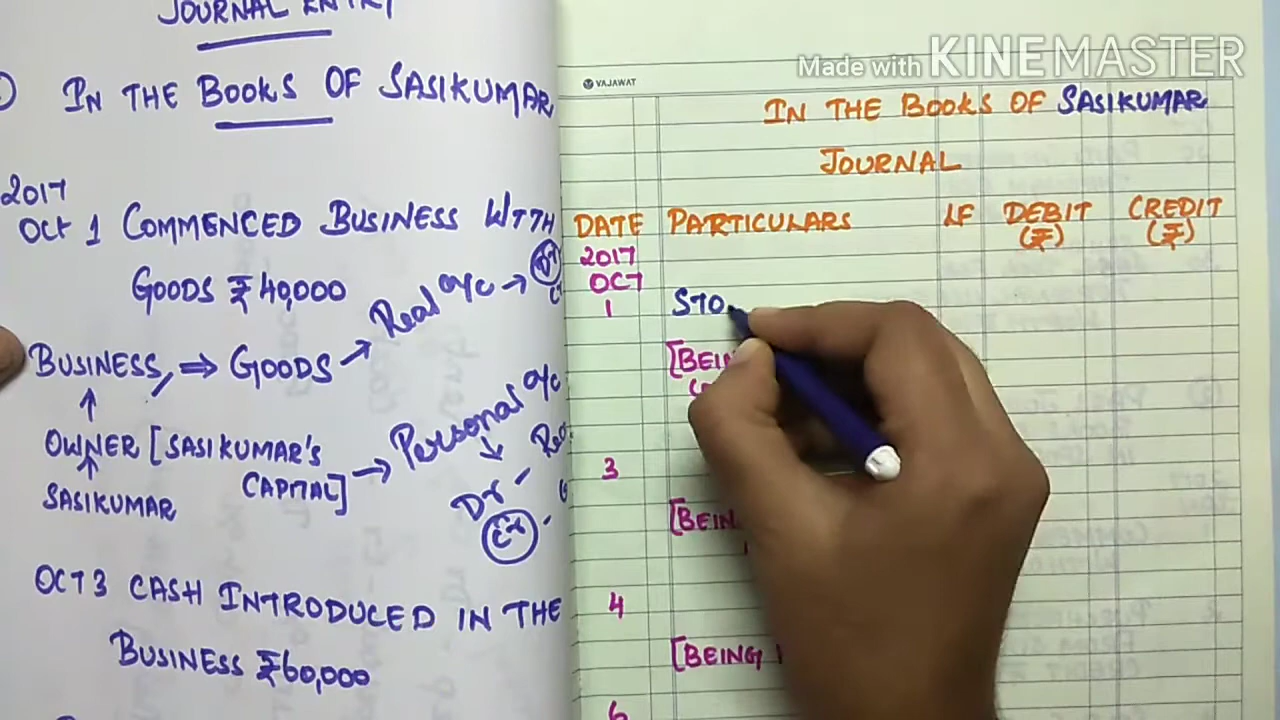 JOURNAL ENTRY
IN THE BOOKS OF SASIKUMAR
2017
OCT 1 COMMENCED BUSINESS WITH
GOODS ₹ 40,000
BUSINESS, ⇒ GOODS → Real a/c → Dr
OWNER [SASIKUMAR'S
CAPITAL] → Personal a/c
SASIKUMAR
Dr -
Cr -
OCT 3 CASH INTRODUCED IN THE
BUSINESS ₹60,000
Made with KINEMASTER
VAJAWAT
IN THE BOOKS OF SASIKUMAR
JOURNAL
DATE PARTICULARS LF DEBIT CREDIT
(₹) (₹)
2017
OCT
1 STO
[BEIN
3
[BEIN
4
[BEING
6